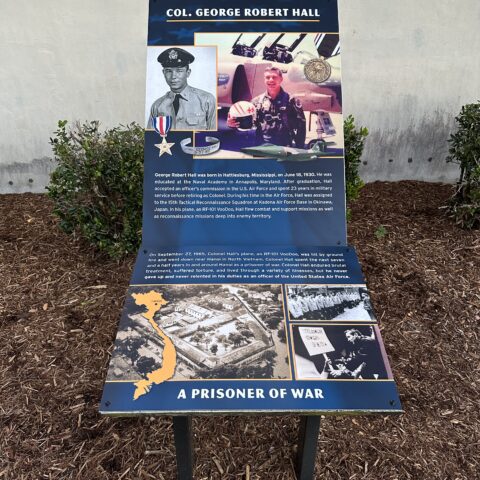 COL. GEORGE ROBERT HALL
George Robert Hall was born in Hattiesburg, Mississippi, on June 18, 1930. He was
educated at the Naval Academy in Annapolis, Maryland. After graduation, Hall
accepted an officer's commission in the U.S. Air Force and spent 23 years in military
service before retiring as Colonel. During his time in the Air Force, Hall was assigned
to the 15th Tactical Reconnaissance Squadron at Kadena Air Force Base in Okinawa,
Japan. In his plane, an RF-101 VooDoo, Hall flew combat and support missions as well
as reconnaissance missions deep into enemy territory.
On September 27, 1965, Colonel Hall's plane, an RF-101 VooDoo, was hit by ground
fire and went down near Hanoi in North Vietnam. Colonel Hall spent the next seven
and a half years in and around Hanoi as a prisoner of war. Colonel Hall endured brutal
treatment, suffered torture, and lived through a variety of illnesses, but he never
gave up and never relented in his duties as an officer of the United States Air Force.
A PRISONER OF WAR